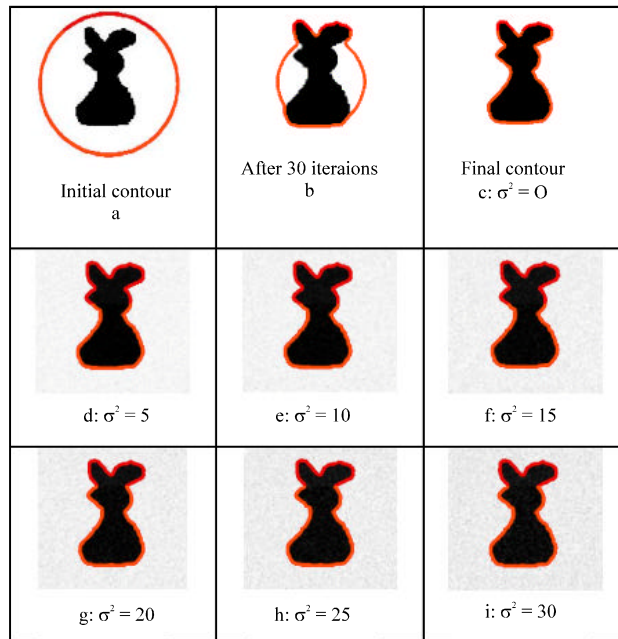 Initial contour
a
After 30 iteraions
b
Final contour
c: σ² = O
d: σ² = 5
e: σ² = 10
f: σ² = 15
g: σ² = 20
h: σ² = 25
i: σ² = 30